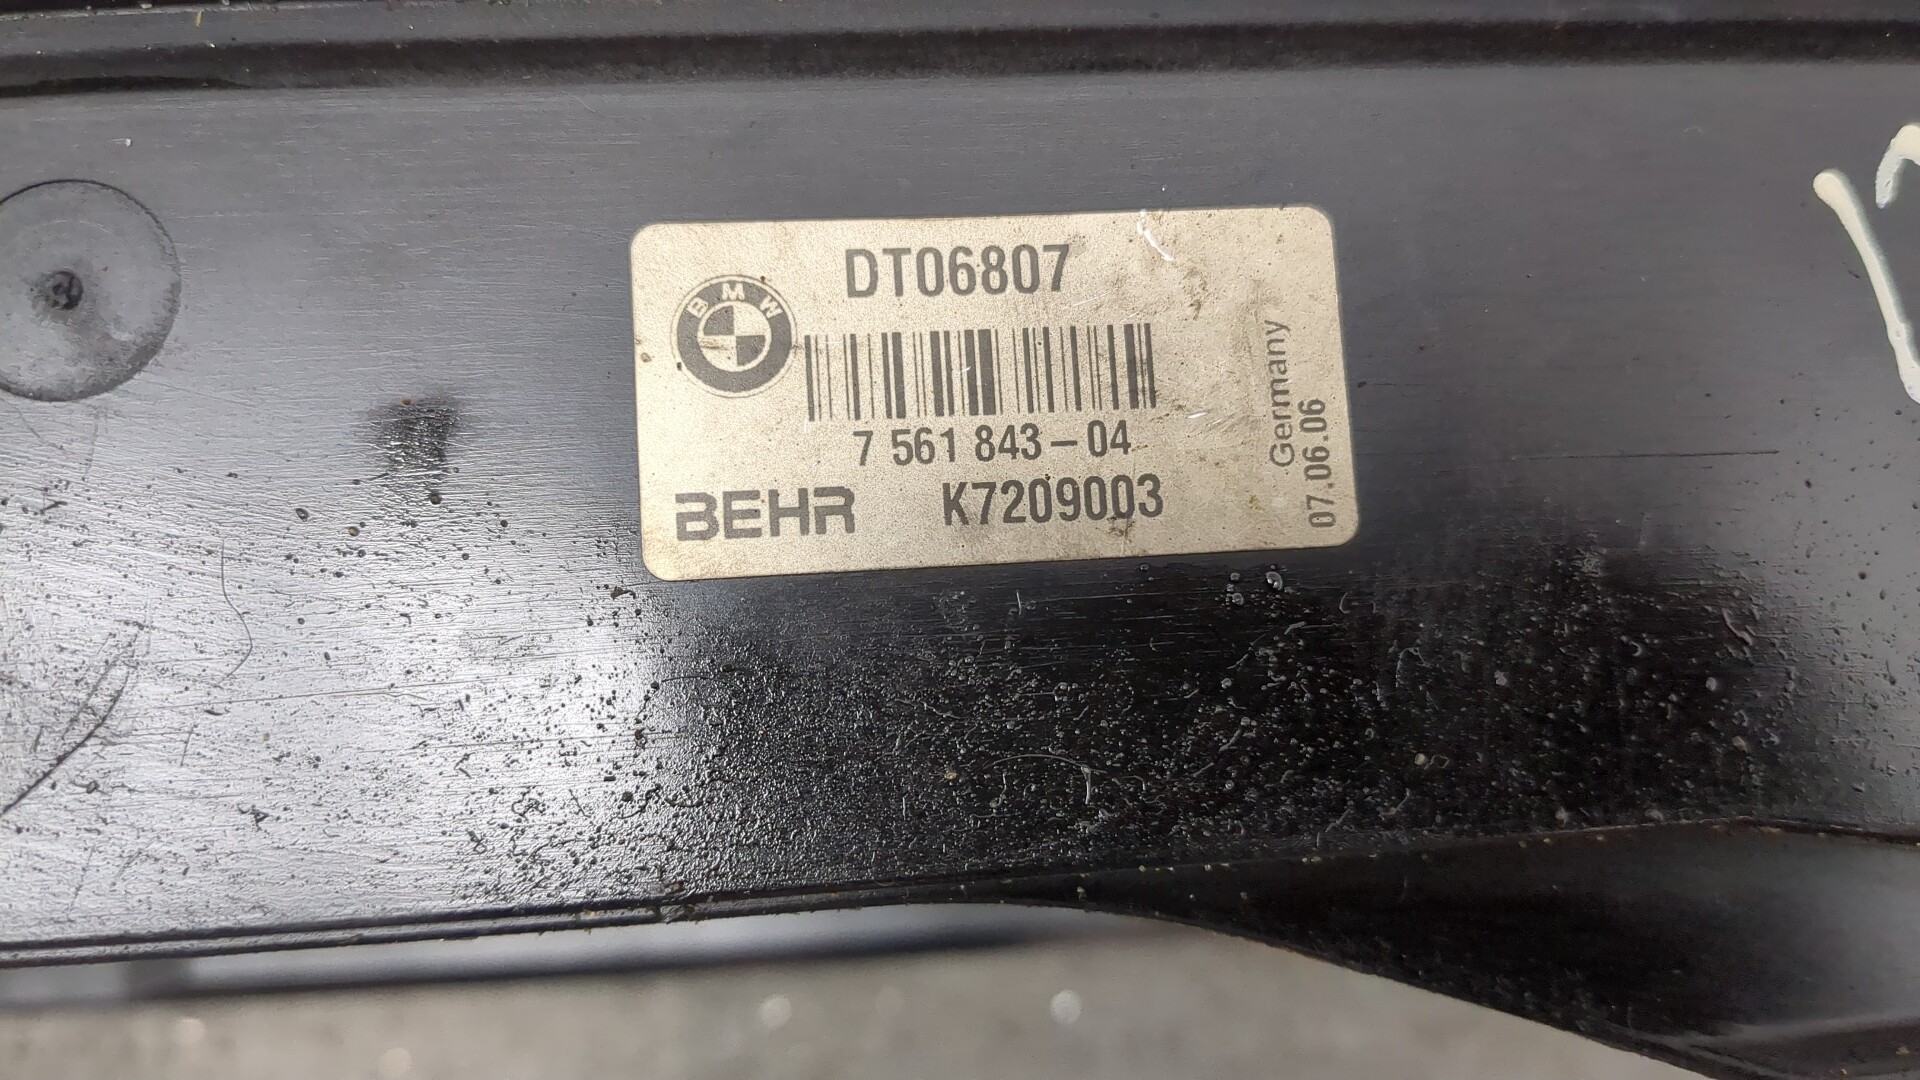 DT06807
BMW
7 561 843-04
BEHR K7209003
Germany
07.06.06